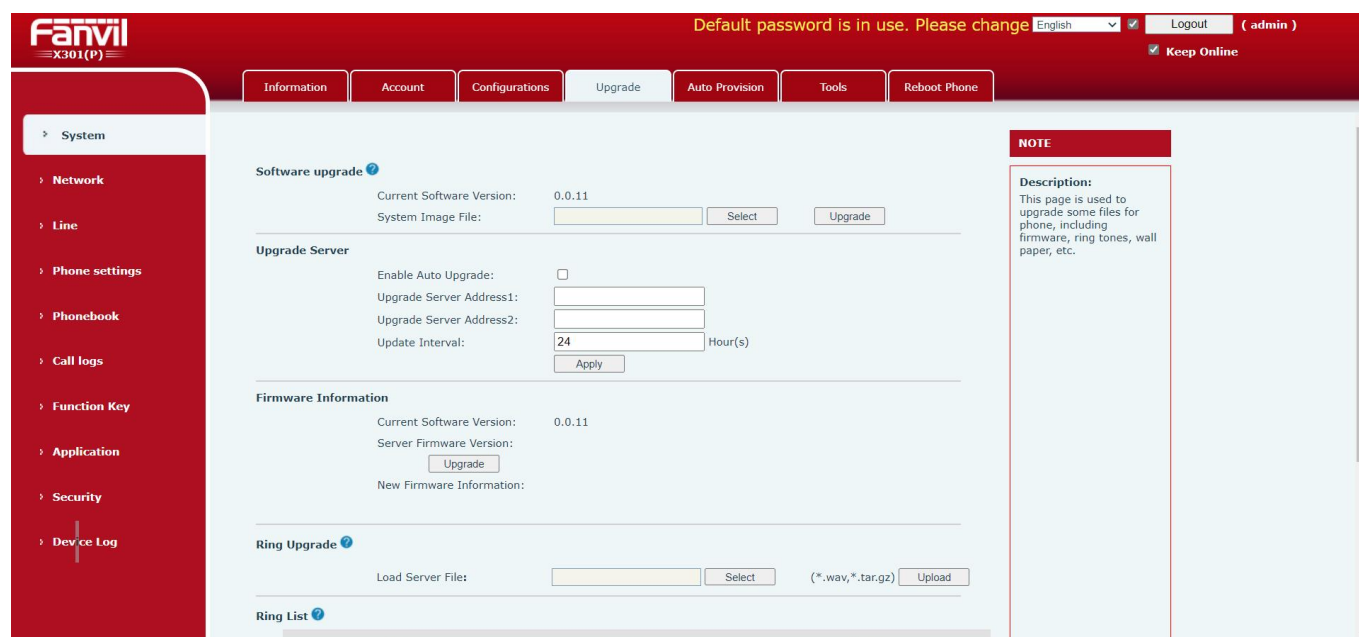 Fanvil
X301(P)
Default password is in use. Please change English Logout ( admin )
Keep Online
Information Account Configurations Upgrade Auto Provision Tools Reboot Phone
› System
› Network
› Line
› Phone settings
› Phonebook
› Call logs
› Function Key
› Application
› Security
› Device Log
Software upgrade ?
Current Software Version: 0.0.11
System Image File: Select Upgrade
Upgrade Server
Enable Auto Upgrade:
Upgrade Server Address1:
Upgrade Server Address2:
Update Interval: 24 Hour(s)
Apply
Firmware Information
Current Software Version: 0.0.11
Server Firmware Version:
Upgrade
New Firmware Information:
Ring Upgrade ?
Load Server File: Select (*.wav,*.tar.gz) Upload
Ring List ?
NOTE
Description:
This page is used to
upgrade some files for
phone, including
firmware, ring tones, wall
paper, etc.